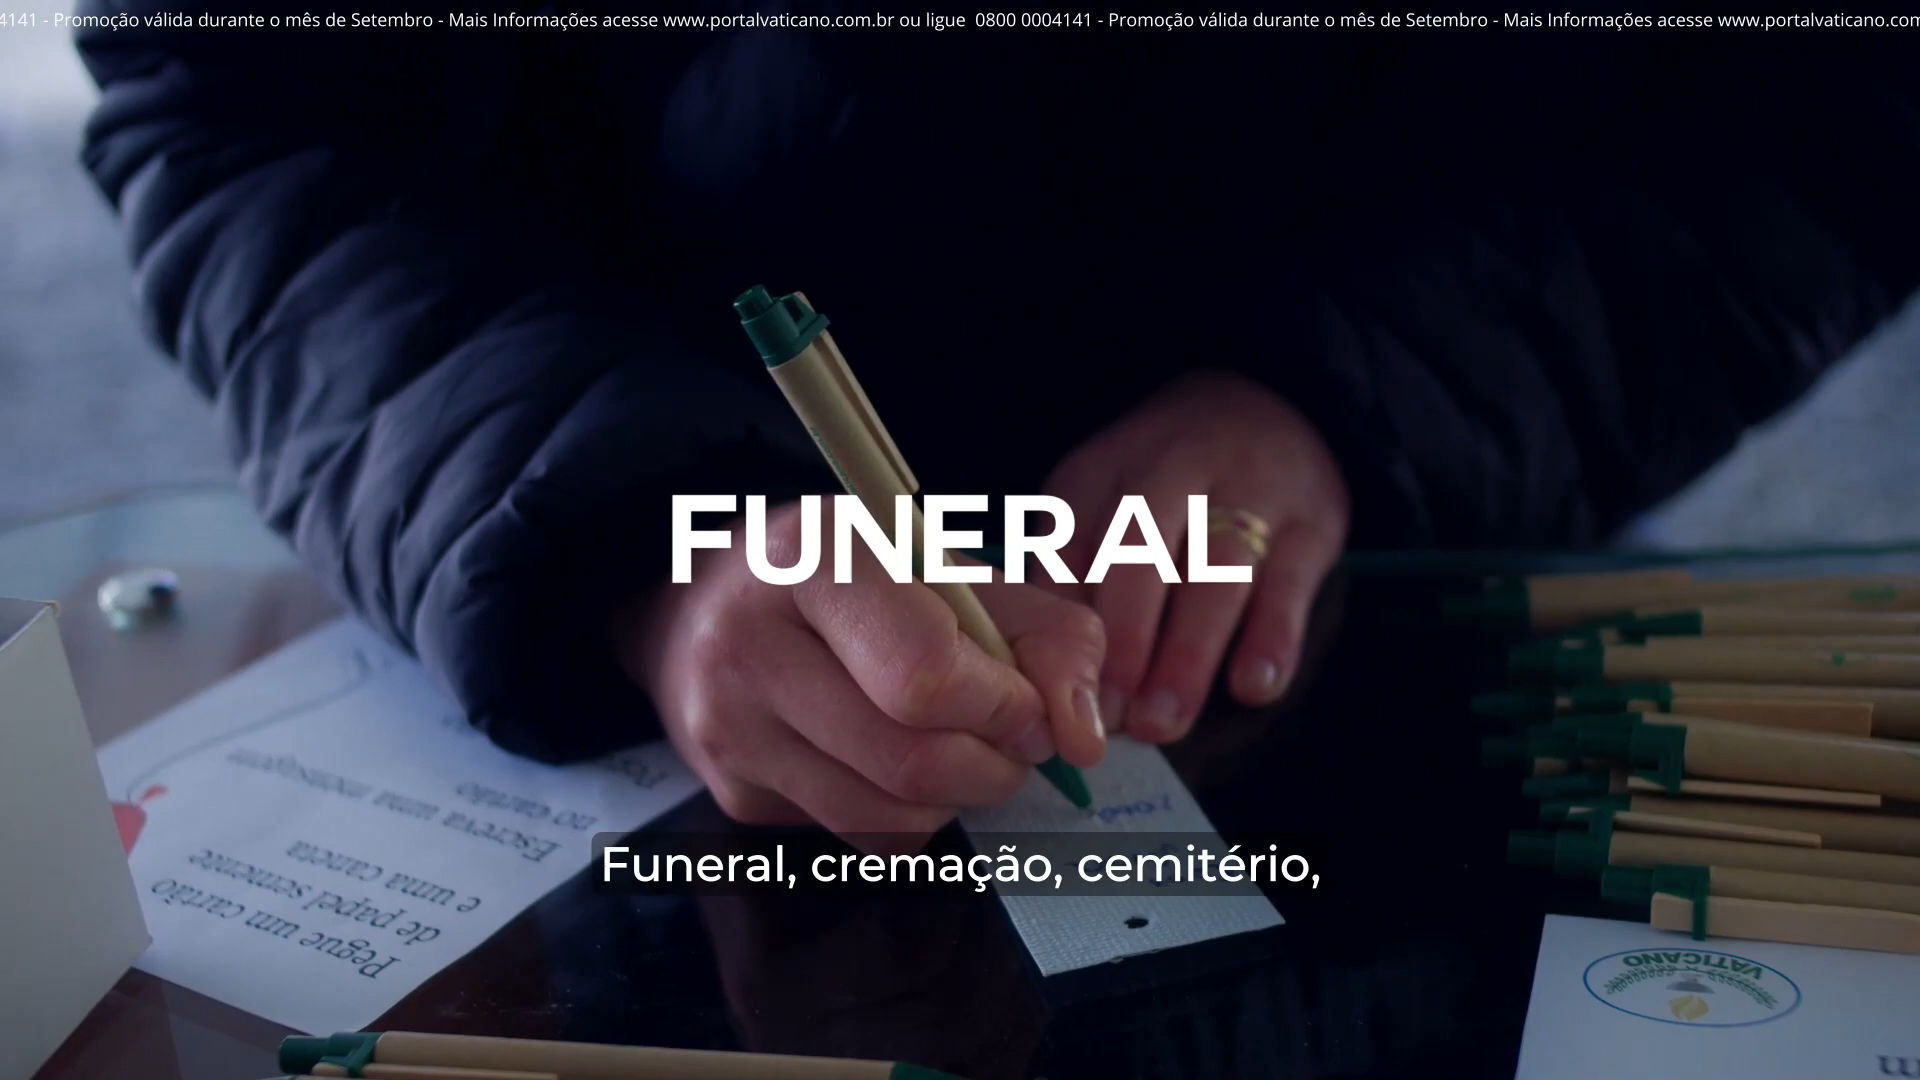 4141 - Promoção válida durante o mês de Setembro - Mais Informações acesse www.portalvaticano.com.br ou ligue 0800 0004141 - Promoção válida durante o mês de Setembro - Mais Informações acesse www.portalvaticano.com
FUNERAL
Funeral, cremação, cemitério,
Pegue um cartão
de papel semente
e uma caneta
Escreva uma mensagem
no cartão
VATICANO